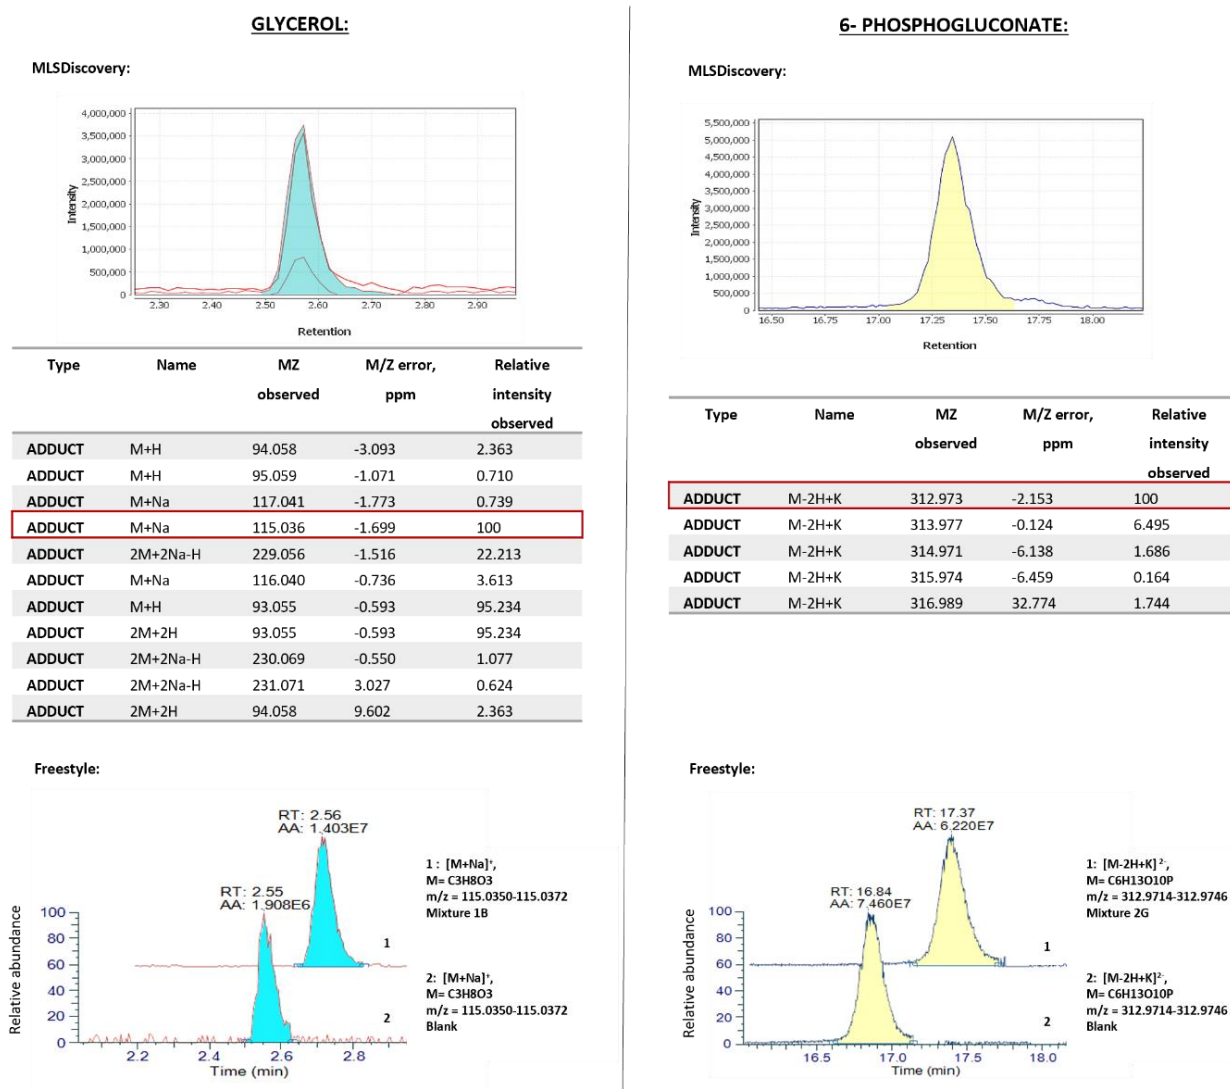 GLYCEROL:
MLSDiscovery:
4,000,000
3,500,000
3,000,000
2,500,000
2,000,000
1,500,000
1,000,000
500,000
0
Intensity
2.30 2.40 2.50 2.60 2.70 2.80 2.90
Retention
Type Name MZ observed M/Z error, ppm Relative intensity observed
ADDUCT M+H 94.058 -3.093 2.363
ADDUCT M+H 95.059 -1.071 0.710
ADDUCT M+Na 117.041 -1.773 0.739
ADDUCT M+Na 115.036 -1.699 100
ADDUCT 2M+2Na-H 229.056 -1.516 22.213
ADDUCT M+Na 116.040 -0.736 3.613
ADDUCT M+H 93.055 -0.593 95.234
ADDUCT 2M+2H 93.055 -0.593 95.234
ADDUCT 2M+2Na-H 230.069 -0.550 1.077
ADDUCT 2M+2Na-H 231.071 3.027 0.624
ADDUCT 2M+2H 94.058 9.602 2.363
Freestyle:
RT: 2.56
AA: 1.403E7
RT: 2.55
AA: 1.908E6
1 : [M+Na]⁺,
M= C3H8O3
m/z = 115.0350-115.0372
Mixture 1B
1
2: [M+Na]⁺,
M= C3H8O3
m/z = 115.0350-115.0372
Blank
2
Relative abundance
100
80
60
40
20
0
2.2 2.4 2.6 2.8
Time (min)
6- PHOSPHOGLUCONATE:
MLSDiscovery:
5,500,000
5,000,000
4,500,000
4,000,000
3,500,000
3,000,000
2,500,000
2,000,000
1,500,000
1,000,000
500,000
0
Intensity
16.50 16.75 17.00 17.25 17.50 17.75 18.00
Retention
Type Name MZ observed M/Z error, ppm Relative intensity observed
ADDUCT M-2H+K 312.973 -2.153 100
ADDUCT M-2H+K 313.977 -0.124 6.495
ADDUCT M-2H+K 314.971 -6.138 1.686
ADDUCT M-2H+K 315.974 -6.459 0.164
ADDUCT M-2H+K 316.989 32.774 1.744
Freestyle:
RT: 17.37
AA: 6.220E7
RT: 16.84
AA: 7.460E7
1: [M-2H+K]²⁻,
M= C6H13O10P
m/z = 312.9714-312.9746
Mixture 2G
1
2: [M-2H+K]²⁻,
M= C6H13O10P
m/z = 312.9714-312.9746
Blank
2
Relative abundance
100
80
60
40
20
0
16.5 17.0 17.5 18.0
Time (min)